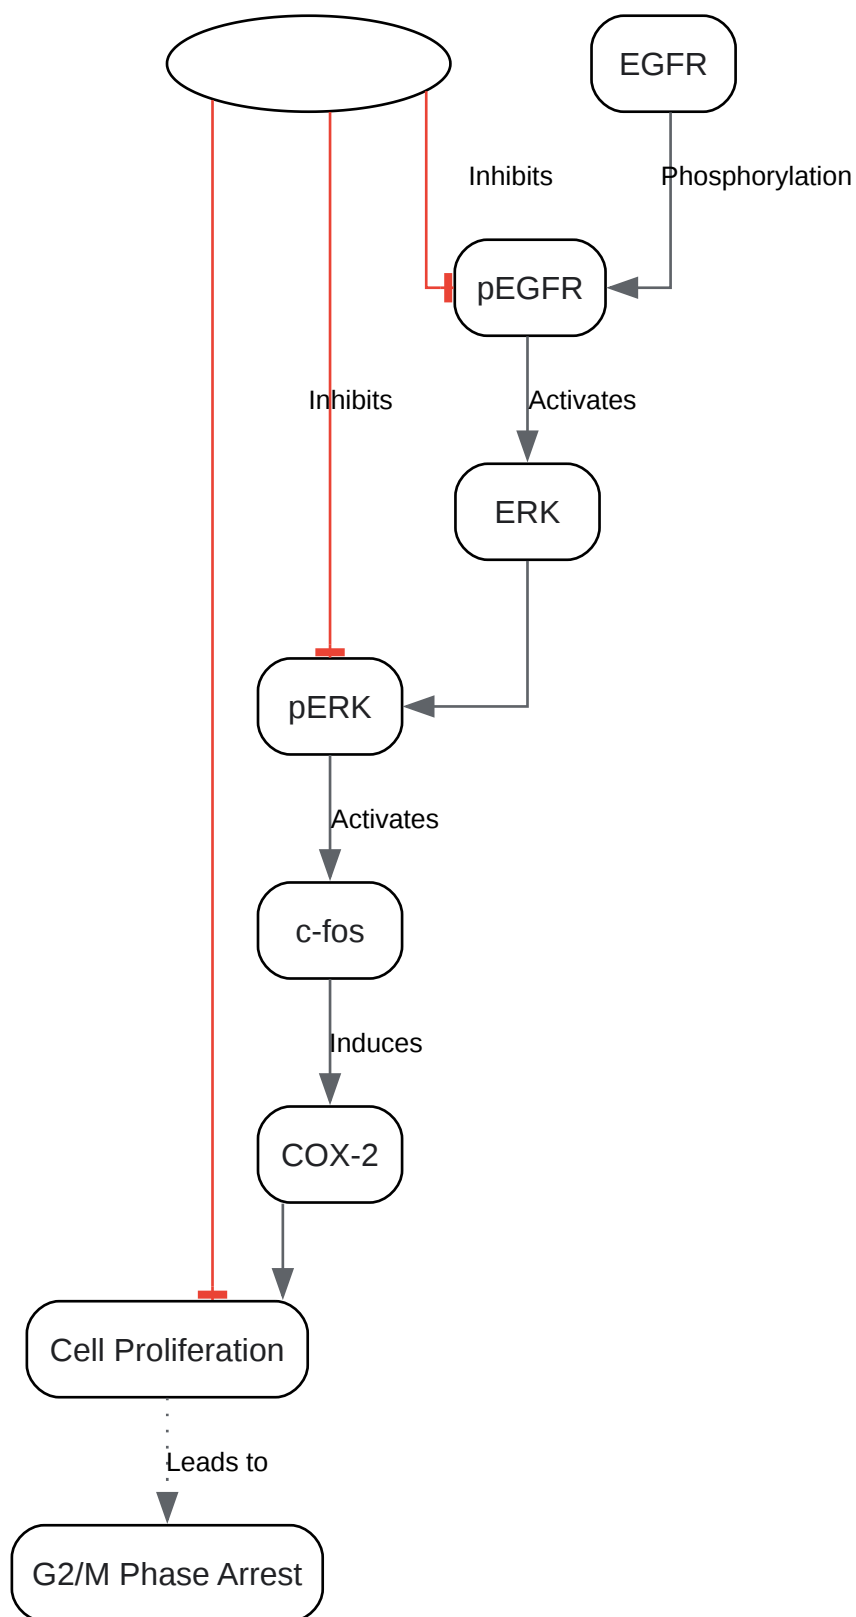 EGFR
Inhibits
Phosphorylation
pEGFR
Inhibits
Activates
ERK
pERK
Activates
c-fos
Induces
COX-2
Cell Proliferation
Leads to
G2/M Phase Arrest